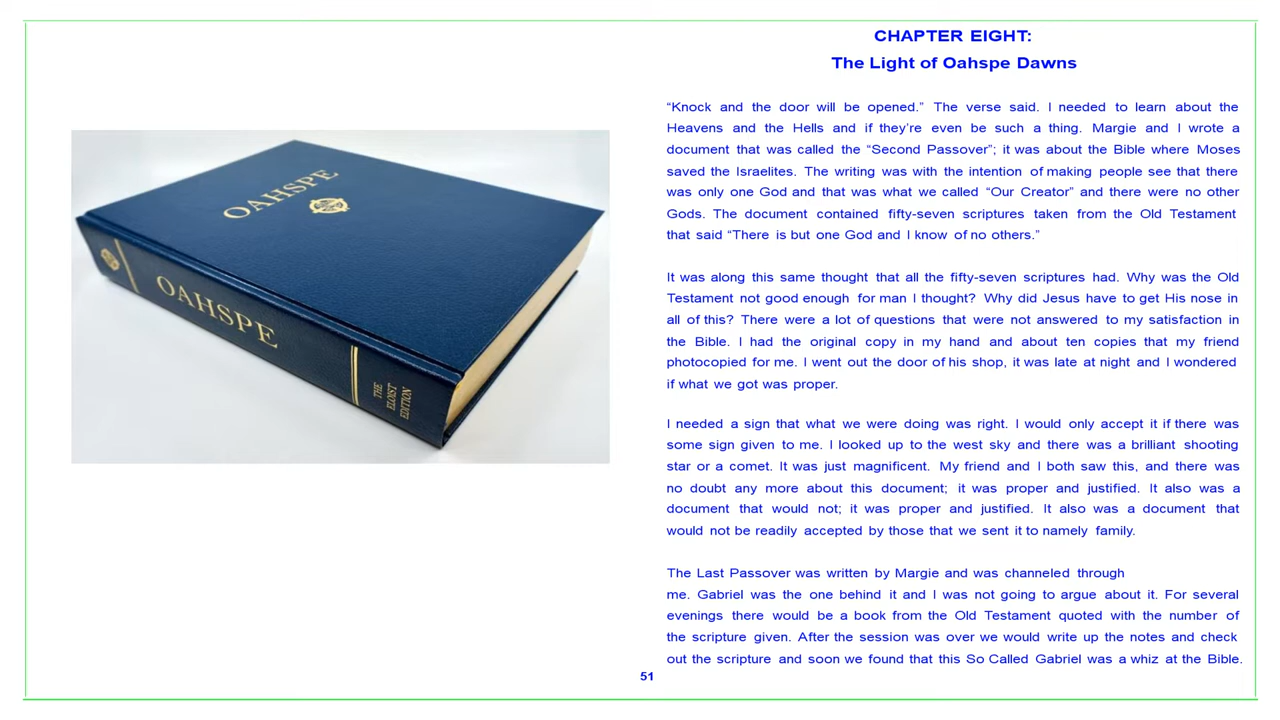 OAHSPE
OAHSPE
THE
ELOIST
EDITION
CHAPTER EIGHT:
The Light of Oahspe Dawns
“Knock and the door will be opened.” The verse said. I needed to learn about the
Heavens and the Hells and if they’re even be such a thing. Margie and I wrote a
document that was called the “Second Passover”; it was about the Bible where Moses
saved the Israelites. The writing was with the intention of making people see that there
was only one God and that was what we called “Our Creator” and there were no other
Gods. The document contained fifty-seven scriptures taken from the Old Testament
that said “There is but one God and I know of no others.”
It was along this same thought that all the fifty-seven scriptures had. Why was the Old
Testament not good enough for man I thought? Why did Jesus have to get His nose in
all of this? There were a lot of questions that were not answered to my satisfaction in
the Bible. I had the original copy in my hand and about ten copies that my friend
photocopied for me. I went out the door of his shop, it was late at night and I wondered
if what we got was proper.
I needed a sign that what we were doing was right. I would only accept it if there was
some sign given to me. I looked up to the west sky and there was a brilliant shooting
star or a comet. It was just magnificent. My friend and I both saw this, and there was
no doubt any more about this document; it was proper and justified. It also was a
document that would not; it was proper and justified. It also was a document that
would not be readily accepted by those that we sent it to namely family.
The Last Passover was written by Margie and was channeled through
me. Gabriel was the one behind it and I was not going to argue about it. For several
evenings there would be a book from the Old Testament quoted with the number of
the scripture given. After the session was over we would write up the notes and check
out the scripture and soon we found that this So Called Gabriel was a whiz at the Bible.
51